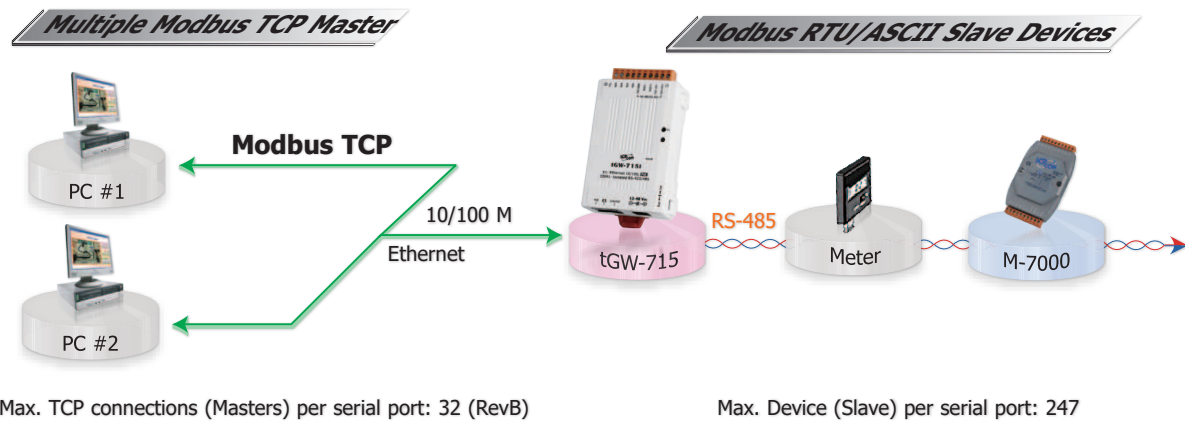 Multiple Modbus TCP Master
Modbus RTU/ASCII Slave Devices
Modbus TCP
PC #1
10/100 M
Ethernet
PC #2
tGW-715i
tGW-715
RS-485
Meter
M-7000
Max. TCP connections (Masters) per serial port: 32 (RevB)
Max. Device (Slave) per serial port: 247